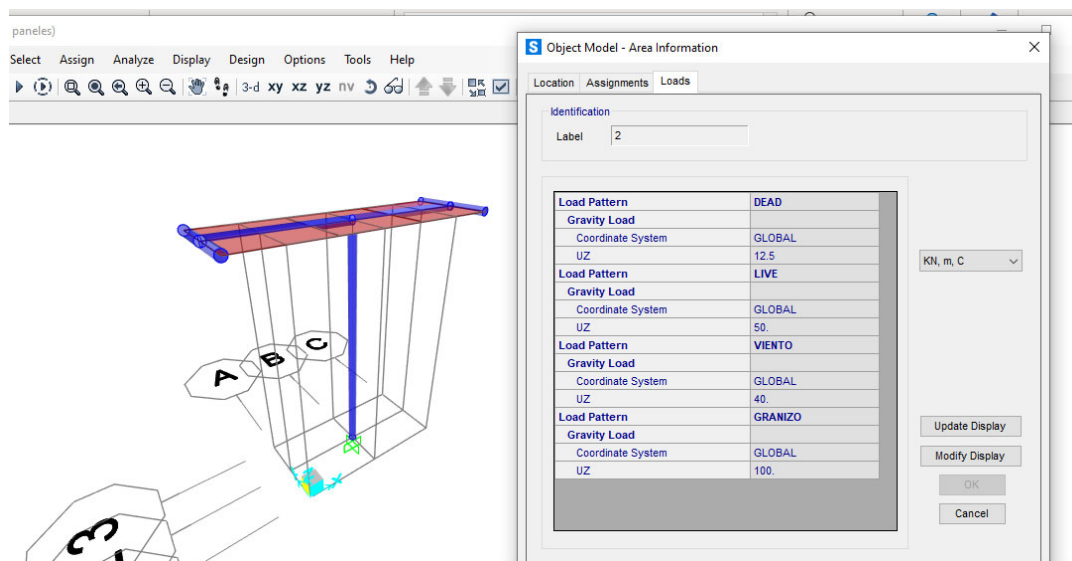 paneles)
Select Assign Analyze Display Design Options Tools Help
3-d xy xz yz nv
S Object Model - Area Information
Location Assignments Loads
Identification
Label 2
Load Pattern DEAD
Gravity Load
Coordinate System GLOBAL
UZ 12.5
Load Pattern LIVE
Gravity Load
Coordinate System GLOBAL
UZ 50.
Load Pattern VIENTO
Gravity Load
Coordinate System GLOBAL
UZ 40.
Load Pattern GRANIZO
Gravity Load
Coordinate System GLOBAL
UZ 100.
KN, m, C
Update Display
Modify Display
OK
Cancel
A B C
3